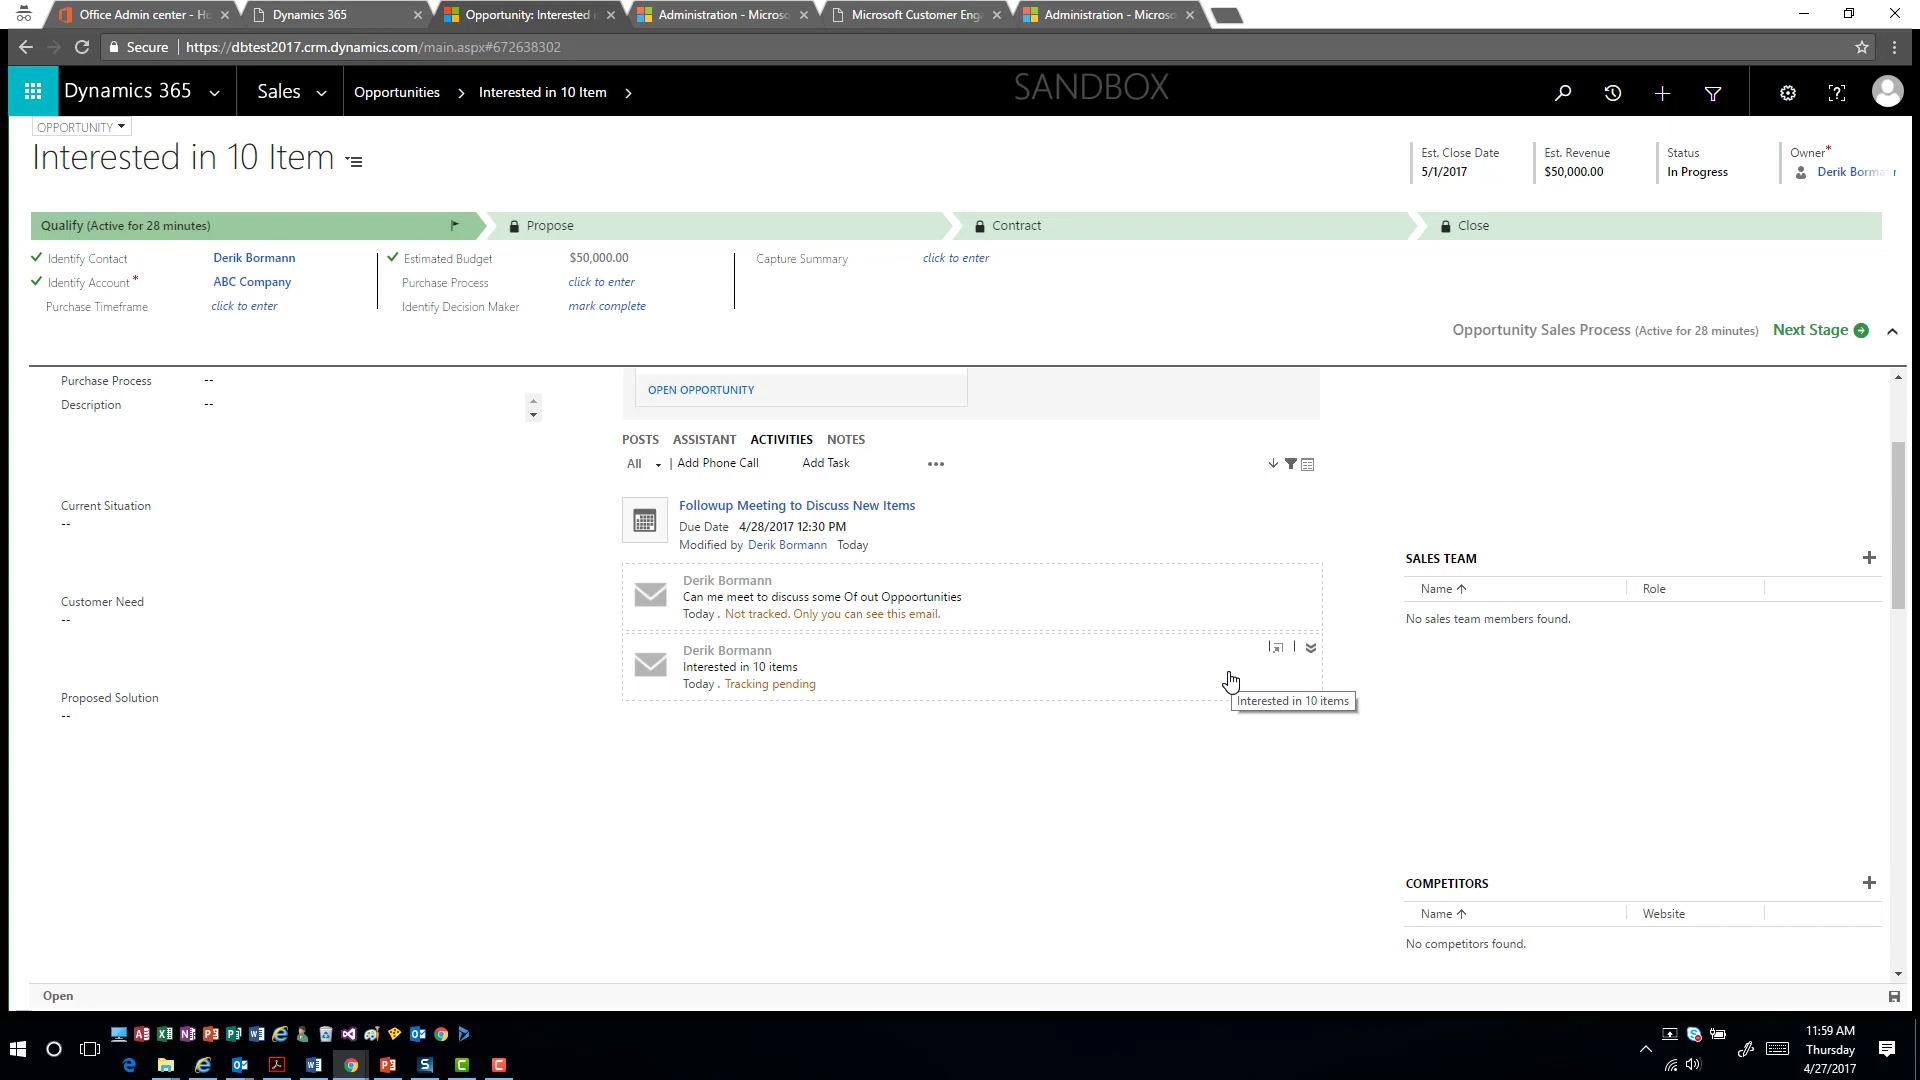 Office Admin center - Ho
Dynamics 365
Opportunity: Interested i
Administration - Microso
Microsoft Customer Eng
Administration - Microso
Secure
https://dbtest2017.crm.dynamics.com/main.aspx#672638302
Dynamics 365
Sales
Opportunities > Interested in 10 Item >
SANDBOX
OPPORTUNITY
Interested in 10 Item
Est. Close Date
5/1/2017
Est. Revenue
$50,000.00
Status
In Progress
Owner*
Derik Borman
Qualify (Active for 28 minutes)
Propose
Contract
Close
Identify Contact Derik Bormann
Identify Account * ABC Company
Purchase Timeframe click to enter
Estimated Budget $50,000.00
Purchase Process click to enter
Identify Decision Maker mark complete
Capture Summary click to enter
Opportunity Sales Process (Active for 28 minutes) Next Stage
Purchase Process --
Description --
Current Situation
--
Customer Need
--
Proposed Solution
--
OPEN OPPORTUNITY
POSTS ASSISTANT ACTIVITIES NOTES
All | Add Phone Call Add Task
Followup Meeting to Discuss New Items
Due Date 4/28/2017 12:30 PM
Modified by Derik Bormann Today
Derik Bormann
Can me meet to discuss some Of out Oppoortunities
Today . Not tracked. Only you can see this email.
Derik Bormann
Interested in 10 items
Today . Tracking pending
Interested in 10 items
SALES TEAM
Name Role
No sales team members found.
COMPETITORS
Name Website
No competitors found.
Open
11:59 AM
Thursday
4/27/2017